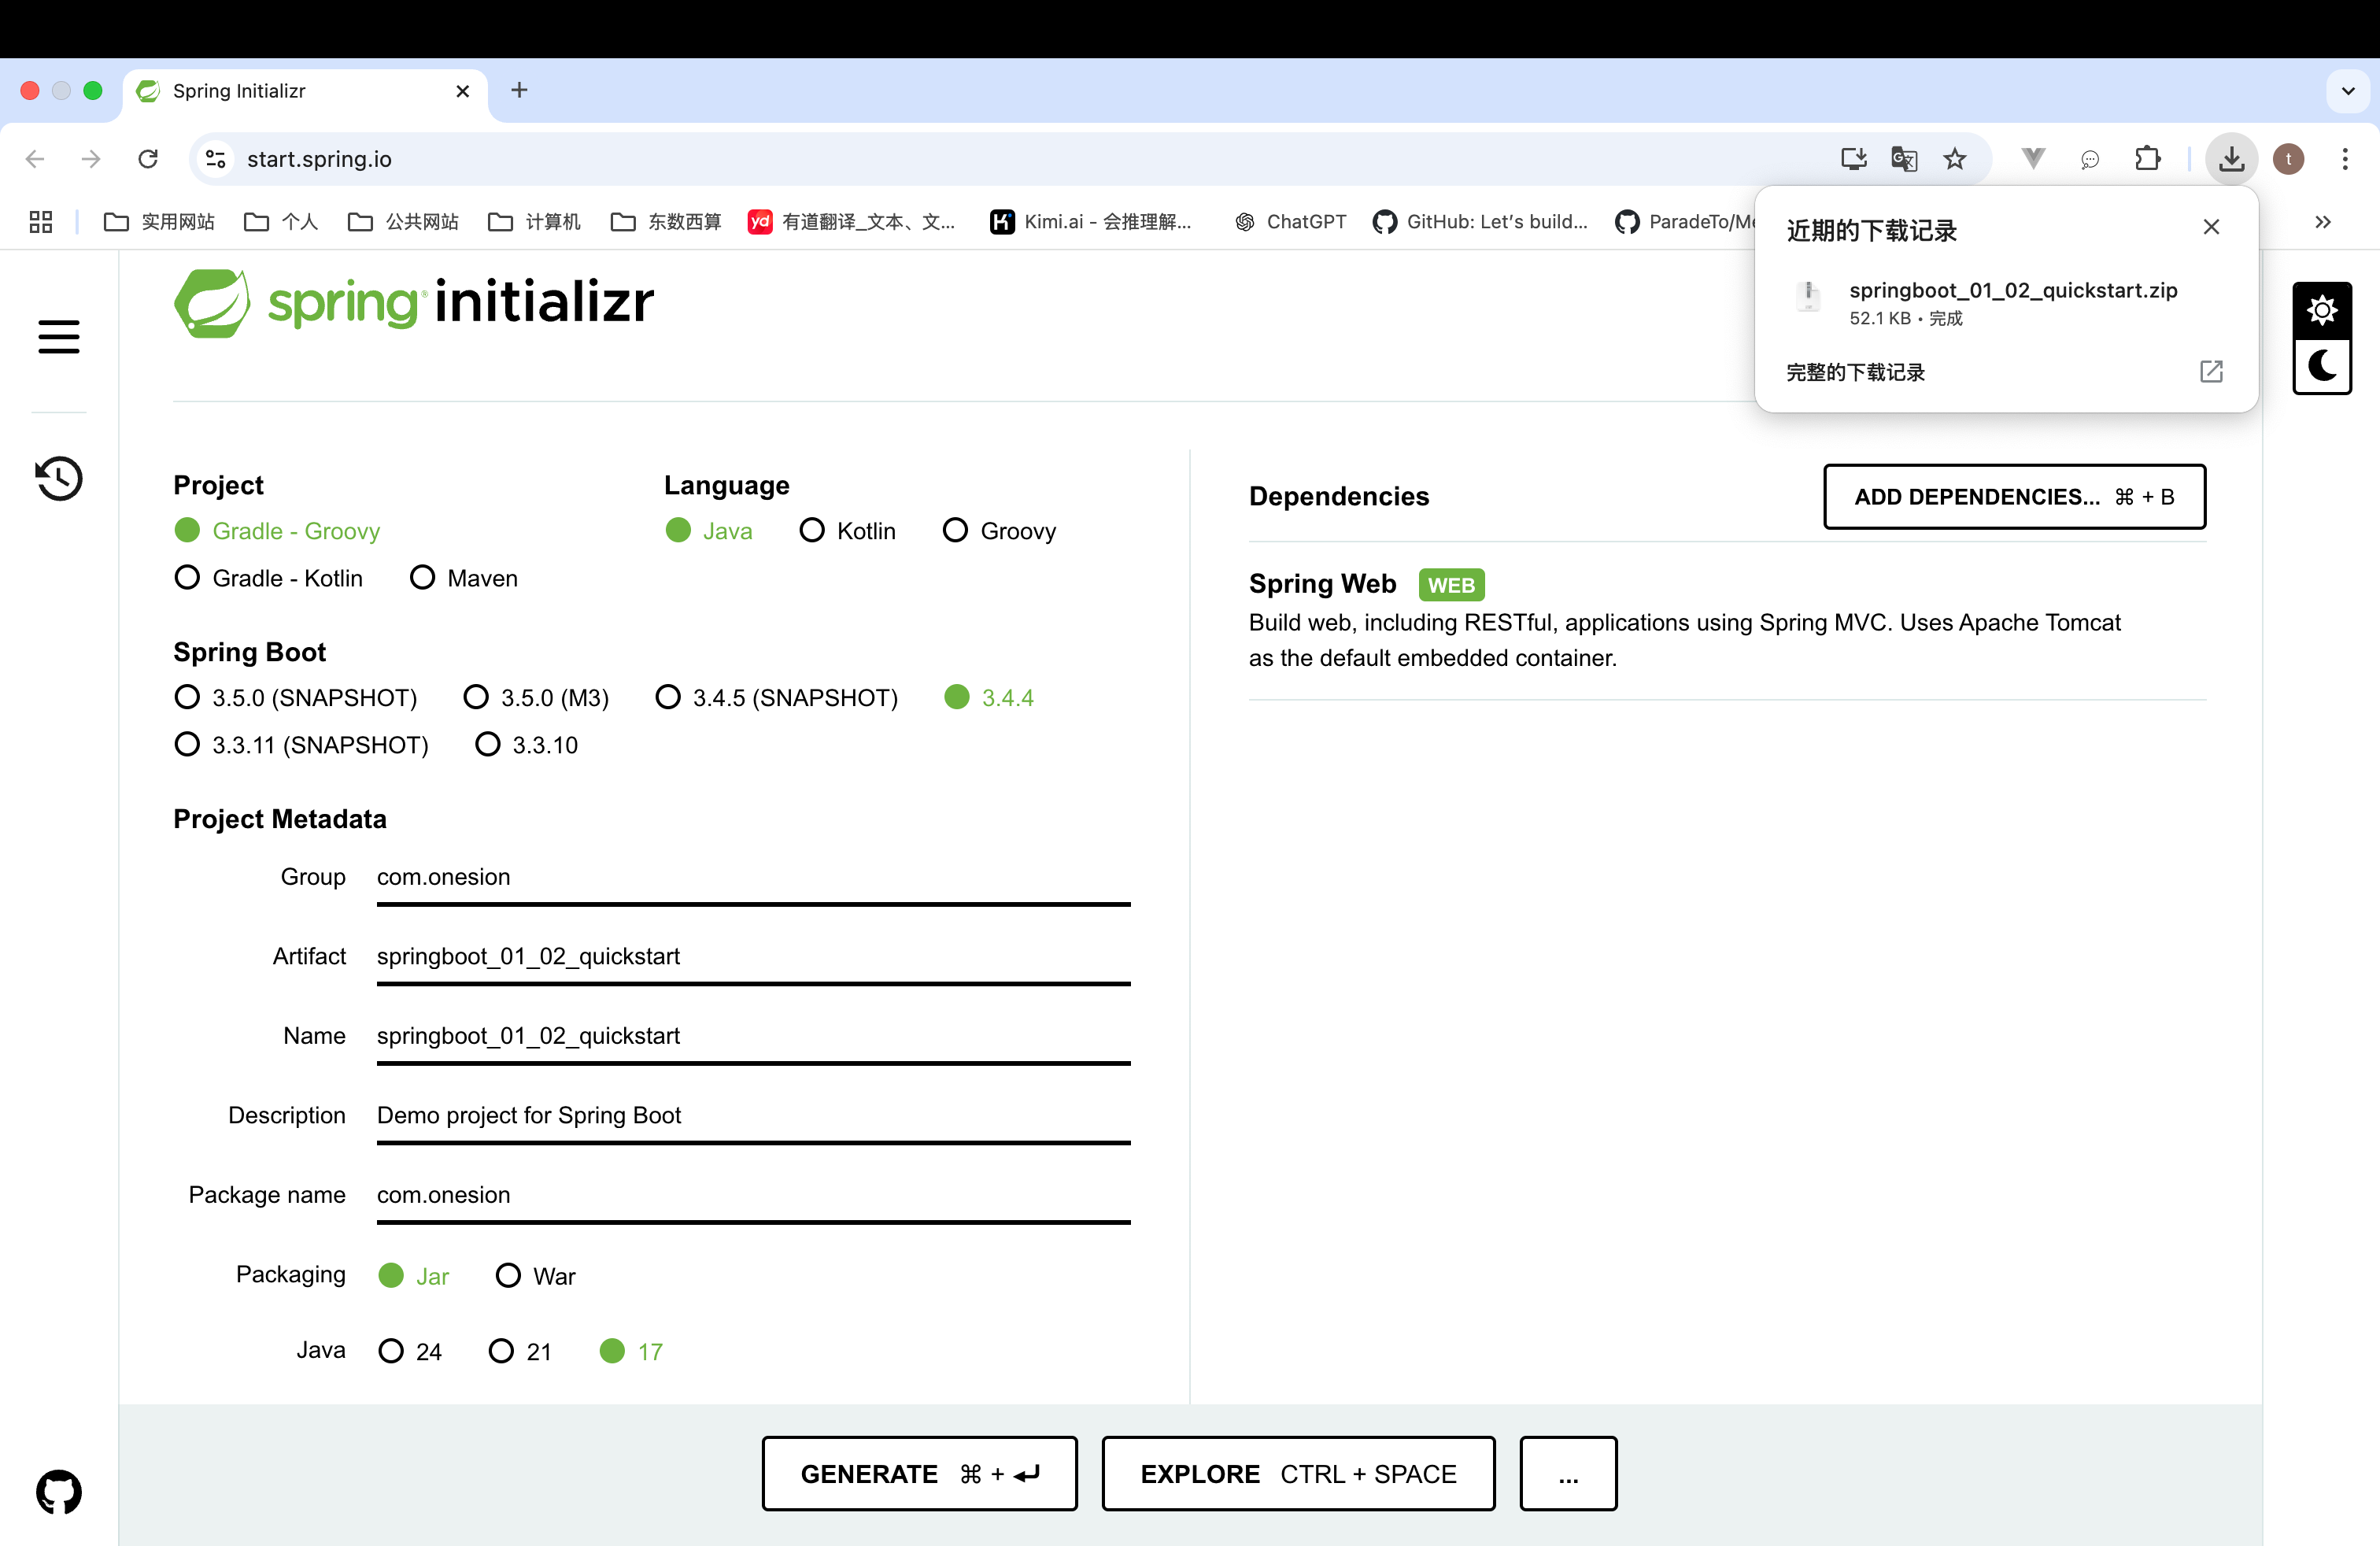 Spring Initializr
start.spring.io
t
实用网站
个人
公共网站
计算机
东数西算
yd 有道翻译_文本、文...
Kimi.ai - 会推理解...
ChatGPT
GitHub: Let's build...
近期的下载记录
springboot_01_02_quickstart.zip
52.1 KB • 完成
完整的下载记录
spring® initializr
Project
Gradle - Groovy
Gradle - Kotlin
Maven
Language
Java
Kotlin
Groovy
Spring Boot
3.5.0 (SNAPSHOT)
3.5.0 (M3)
3.4.5 (SNAPSHOT)
3.4.4
3.3.11 (SNAPSHOT)
3.3.10
Project Metadata
Group com.onesion
Artifact springboot_01_02_quickstart
Name springboot_01_02_quickstart
Description Demo project for Spring Boot
Package name com.onesion
Packaging Jar War
Java 24 21 17
Dependencies
ADD DEPENDENCIES... ⌘ + B
Spring Web WEB
Build web, including RESTful, applications using Spring MVC. Uses Apache Tomcat
as the default embedded container.
GENERATE ⌘ + ↵
EXPLORE CTRL + SPACE
...